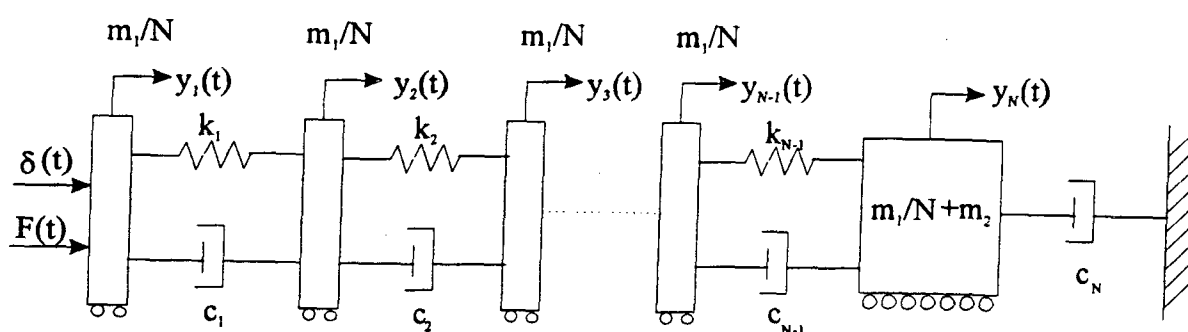 m₁/N m₁/N m₁/N m₁/N
y₁(t) y₂(t) y₃(t) y_{N-1}(t) y_N(t)
k₁ k₂ k_{N-1}
δ(t)
F(t)
m₁/N+m₂
c₁ c₂ c_{N-1} c_N